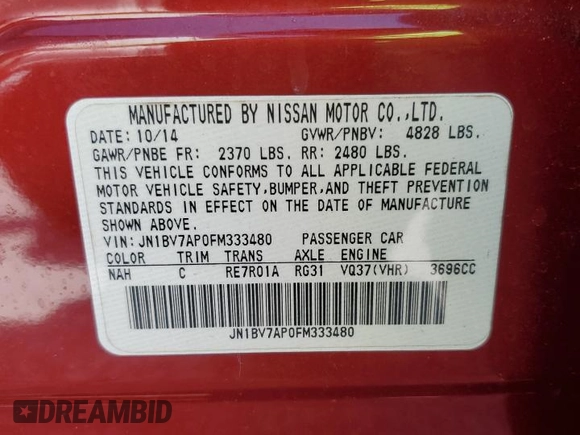 MANUFACTURED BY NISSAN MOTOR CO.,LTD.
DATE: 10/14 GVWR/PNBV: 4828 LBS.
GAWR/PNBE FR: 2370 LBS. RR: 2480 LBS.
THIS VEHICLE CONFORMS TO ALL APPLICABLE FEDERAL
MOTOR VEHICLE SAFETY,BUMPER,AND THEFT PREVENTION
STANDARDS IN EFFECT ON THE DATE OF MANUFACTURE
SHOWN ABOVE.
VIN: JN1BV7AP0FM333480 PASSENGER CAR
COLOR TRIM TRANS AXLE ENGINE
NAH C RE7R01A RG31 VQ37(VHR) 3696CC
JN1BV7AP0FM333480
DREAMBID